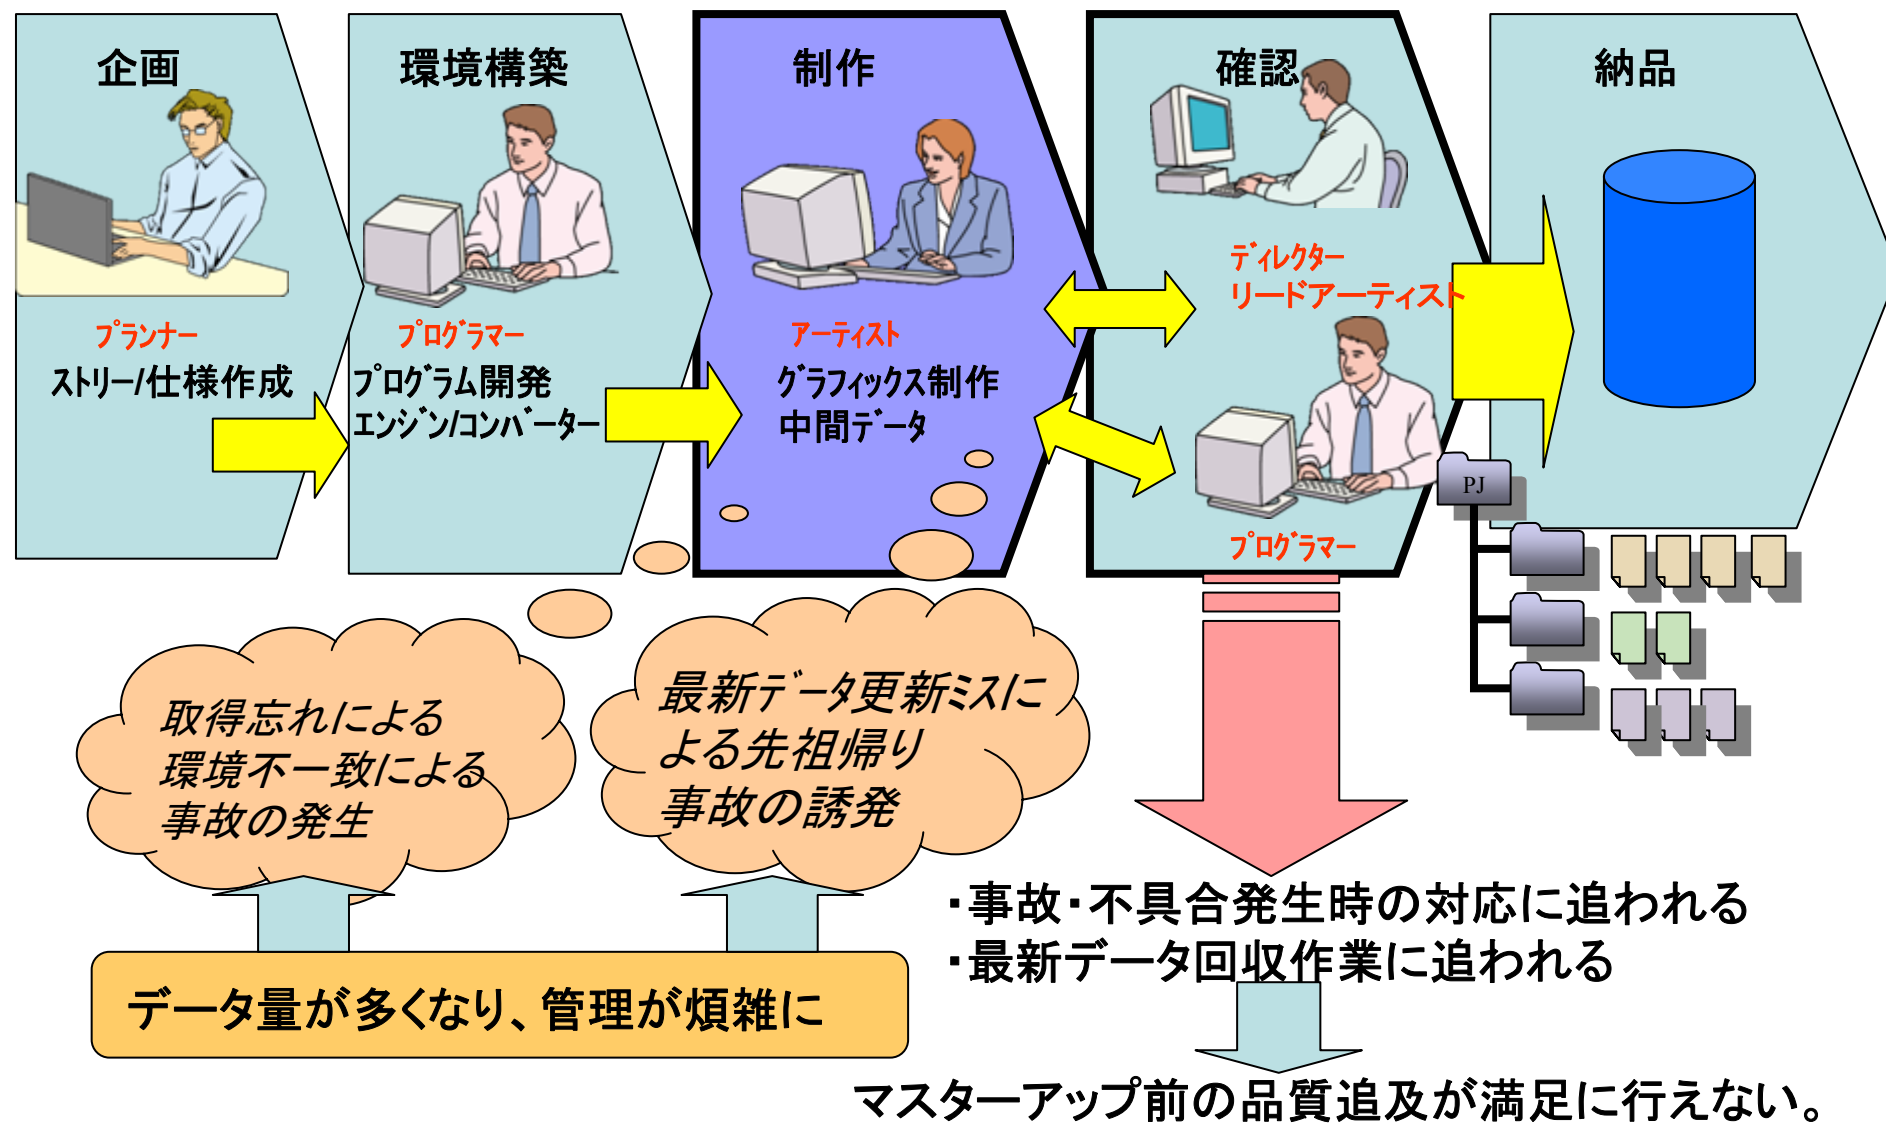 企画
環境構築
制作
確認
納品
プランナー
ストリー/仕様作成
プログラマー
プログラム開発
エンジン/コンバーター
アーティスト
グラフィックス制作
中間データ
ディレクター
リードアーティスト
プログラマー
PJ
取得忘れによる
環境不一致による
事故の発生
最新データ更新ミスに
よる先祖帰り
事故の誘発
データ量が多くなり、管理が煩雑に
・事故・不具合発生時の対応に追われる
・最新データ回収作業に追われる
マスターアップ前の品質追及が満足に行えない。